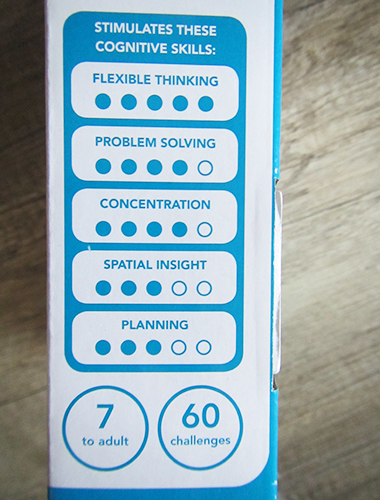 STIMULATES THESE
COGNITIVE SKILLS:
FLEXIBLE THINKING
PROBLEM SOLVING
CONCENTRATION
SPATIAL INSIGHT
PLANNING
7
to adult
60
challenges